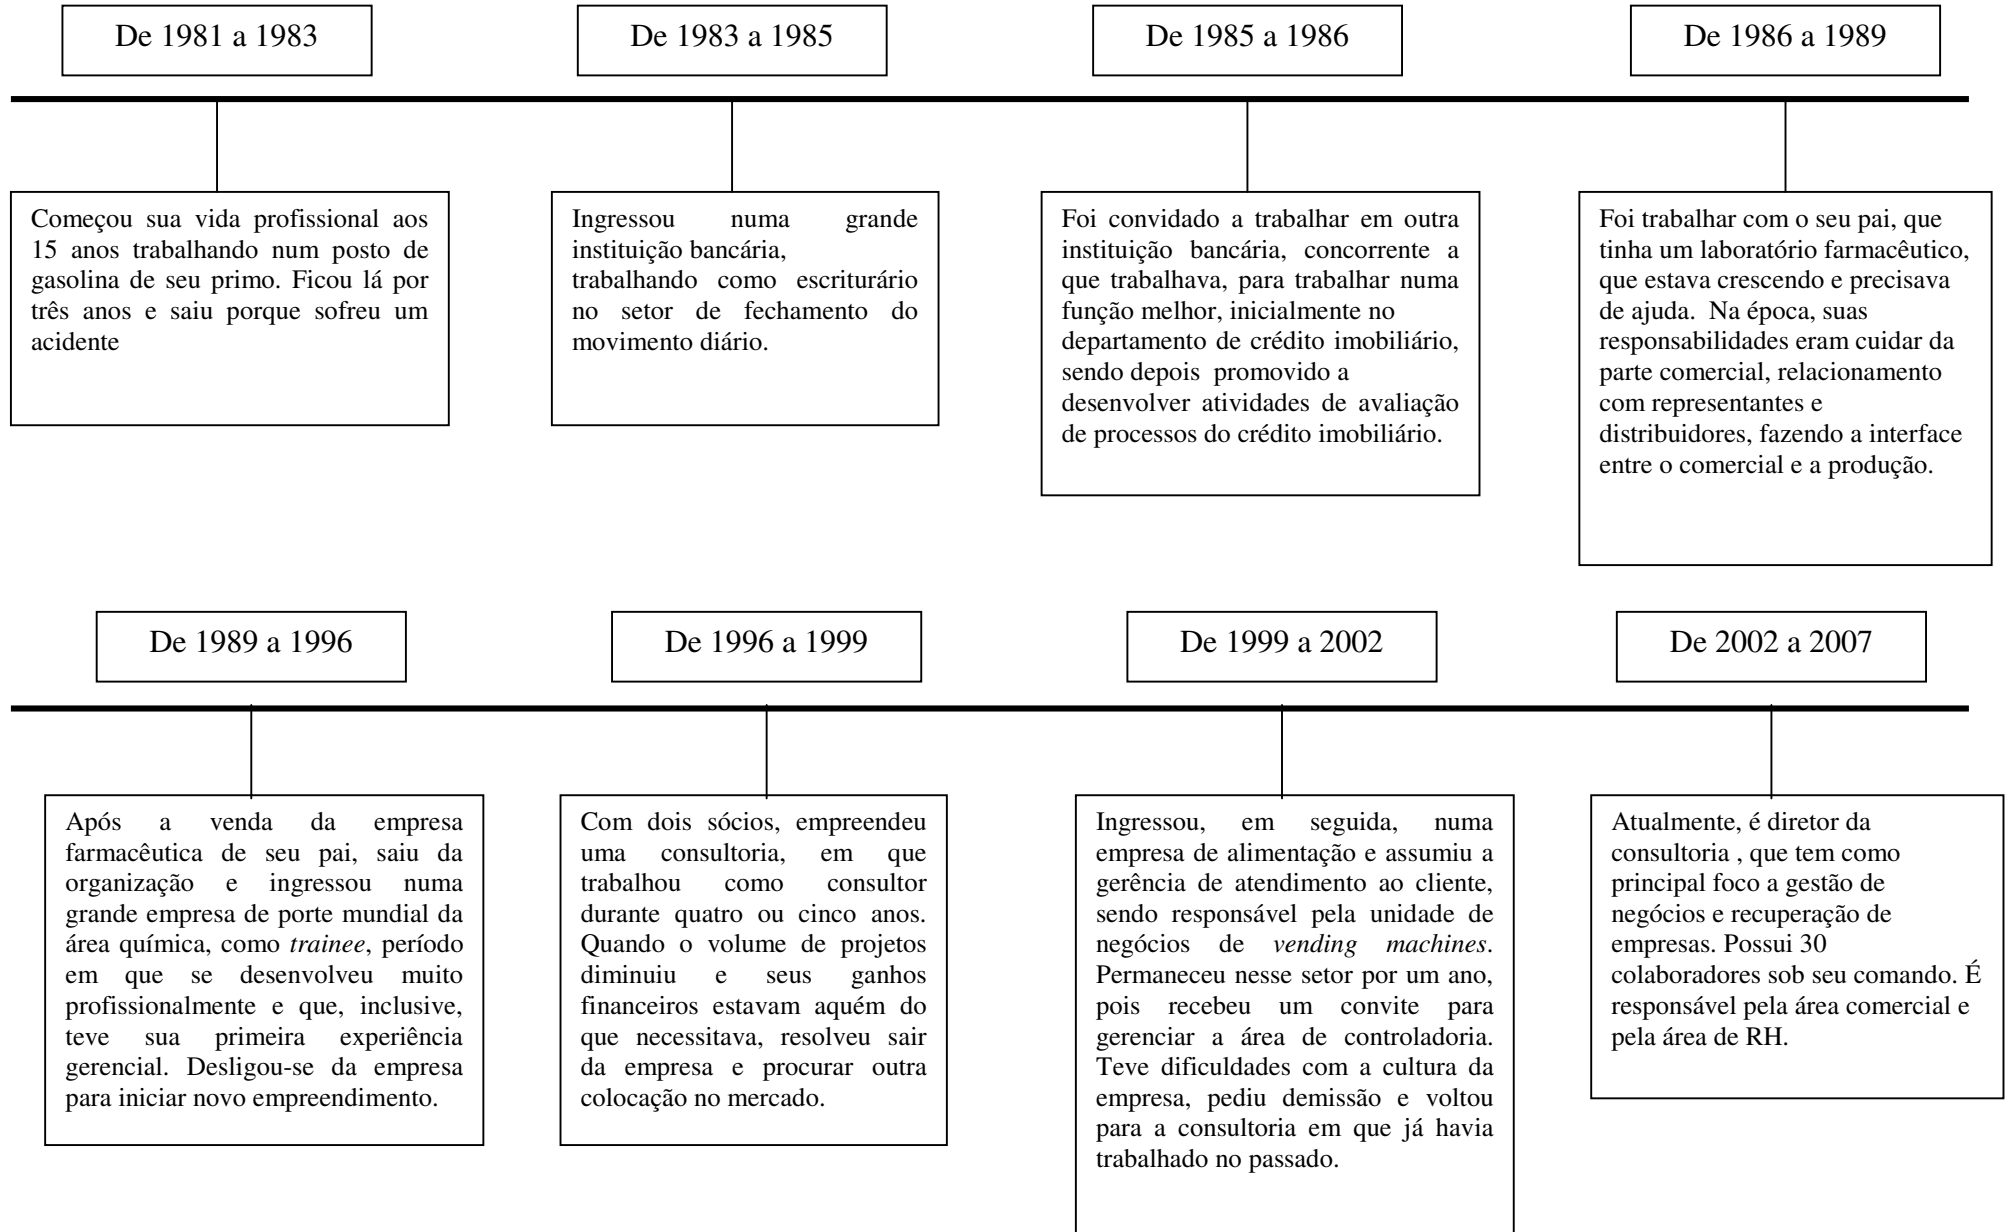 De 1981 a 1983
De 1983 a 1985
De 1985 a 1986
De 1986 a 1989
Começou sua vida profissional aos
15 anos trabalhando num posto de
gasolina de seu primo. Ficou lá por
três anos e saiu porque sofreu um
acidente
Ingressou numa grande
instituição bancária,
trabalhando como escriturário
no setor de fechamento do
movimento diário.
Foi convidado a trabalhar em outra
instituição bancária, concorrente a
que trabalhava, para trabalhar numa
função melhor, inicialmente no
departamento de crédito imobiliário,
sendo depois promovido a
desenvolver atividades de avaliação
de processos do crédito imobiliário.
Foi trabalhar com o seu pai, que
tinha um laboratório farmacêutico,
que estava crescendo e precisava
de ajuda. Na época, suas
responsabilidades eram cuidar da
parte comercial, relacionamento
com representantes e
distribuidores, fazendo a interface
entre o comercial e a produção.
De 1989 a 1996
De 1996 a 1999
De 1999 a 2002
De 2002 a 2007
Após a venda da empresa
farmacêutica de seu pai, saiu da
organização e ingressou numa
grande empresa de porte mundial da
área química, como trainee, período
em que se desenvolveu muito
profissionalmente e que, inclusive,
teve sua primeira experiência
gerencial. Desligou-se da empresa
para iniciar novo empreendimento.
Com dois sócios, empreendeu
uma consultoria, em que
trabalhou como consultor
durante quatro ou cinco anos.
Quando o volume de projetos
diminuiu e seus ganhos
financeiros estavam aquém do
que necessitava, resolveu sair
da empresa e procurar outra
colocação no mercado.
Ingressou, em seguida, numa
empresa de alimentação e assumiu a
gerência de atendimento ao cliente,
sendo responsável pela unidade de
negócios de vending machines.
Permaneceu nesse setor por um ano,
pois recebeu um convite para
gerenciar a área de controladoria.
Teve dificuldades com a cultura da
empresa, pediu demissão e voltou
para a consultoria em que já havia
trabalhado no passado.
Atualmente, é diretor da
consultoria , que tem como
principal foco a gestão de
negócios e recuperação de
empresas. Possui 30
colaboradores sob seu comando. É
responsável pela área comercial e
pela área de RH.